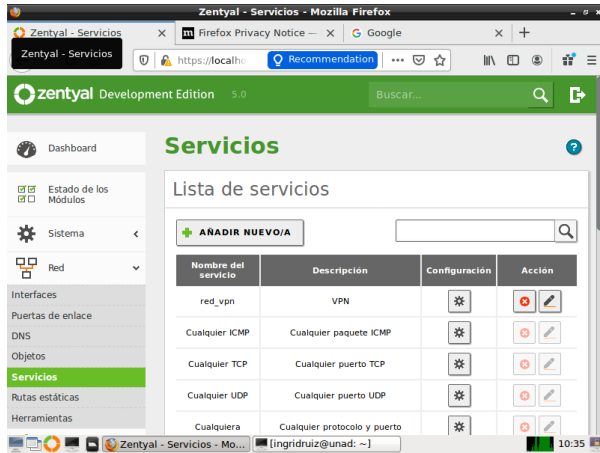 Zentyal - Servicios - Mozilla Firefox
Zentyal - Servicios
Firefox Privacy Notice —
Google
Zentyal - Servicios
https://localho
Recommendation
zentyal Development Edition 5.0
Buscar...
Dashboard
Estado de los
Módulos
Sistema
Red
Interfaces
Puertas de enlace
DNS
Objetos
Servicios
Rutas estáticas
Herramientas
Servicios
?
Lista de servicios
AÑADIR NUEVO/A
Nombre del servicio Descripción Configuración Acción
red_vpn VPN
Cualquier ICMP Cualquier paquete ICMP
Cualquier TCP Cualquier puerto TCP
Cualquier UDP Cualquier puerto UDP
Cualquiera Cualquier protocolo y puerto
Zentyal - Servicios - Mo...
[ingridruiz@unad: ~]
10:35